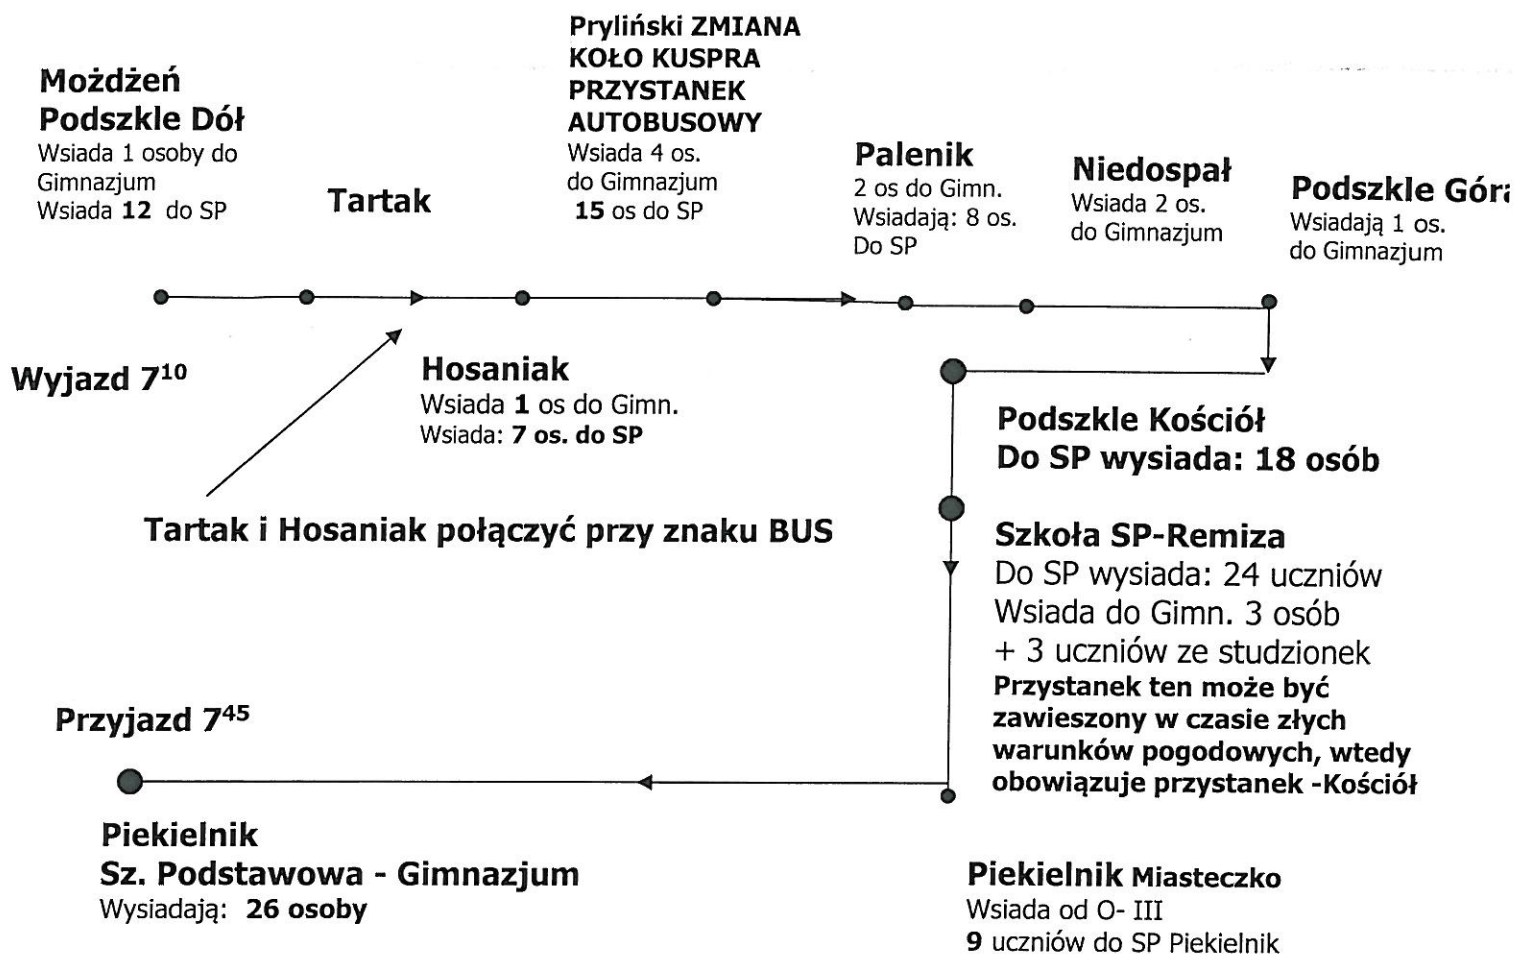 Możdżeń
Podszkle Dół
Wsiada 1 osoby do
Gimnazjum
Wsiada 12 do SP
Tartak
Pryliński ZMIANA
KOŁO KUSPRA
PRZYSTANEK
AUTOBUSOWY
Wsiada 4 os.
do Gimnazjum
15 os do SP
Palenik
2 os do Gimn.
Wsiadają: 8 os.
Do SP
Niedospał
Wsiada 2 os.
do Gimnazjum
Podszkle Góra
Wsiadają 1 os.
do Gimnazjum
Wyjazd 7¹⁰
Hosaniak
Wsiada 1 os do Gimn.
Wsiada: 7 os. do SP
Tartak i Hosaniak połączyć przy znaku BUS
Podszkle Kościół
Do SP wysiada: 18 osób
Szkoła SP-Remiza
Do SP wysiada: 24 uczniów
Wsiada do Gimn. 3 osób
+ 3 uczniów ze studzionek
Przystanek ten może być
zawieszony w czasie złych
warunków pogodowych, wtedy
obowiązuje przystanek -Kościół
Przyjazd 7⁴⁵
Piekielnik
Sz. Podstawowa - Gimnazjum
Wysiadają: 26 osoby
Piekielnik Miasteczko
Wsiada od O- III
9 uczniów do SP Piekielnik